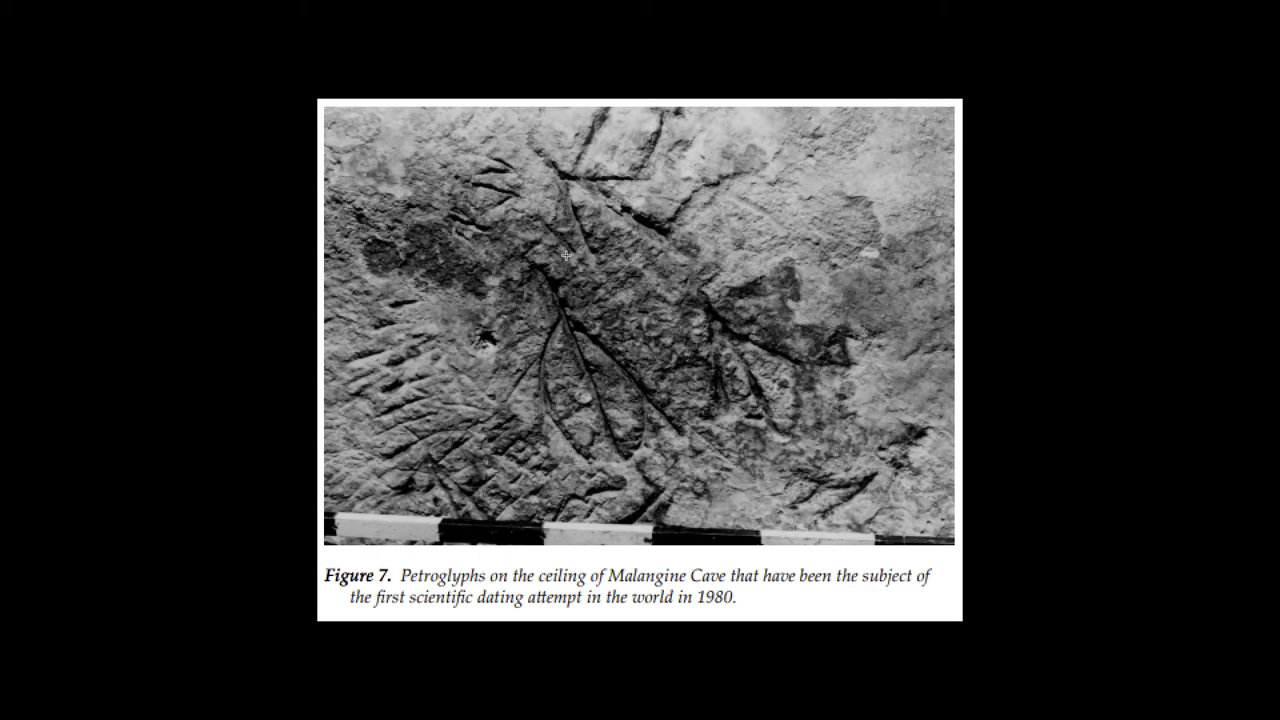 Figure 7. Petroglyphs on the ceiling of Malangine Cave that have been the subject of
the first scientific dating attempt in the world in 1980.